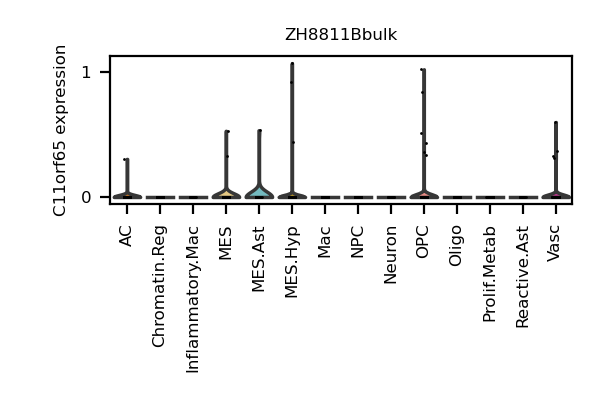 ZH8811Bbulk
C11orf65 expression
1
0
AC
Chromatin.Reg
Inflammatory.Mac
MES
MES.Ast
MES.Hyp
Mac
NPC
Neuron
OPC
Oligo
Prolif.Metab
Reactive.Ast
Vasc